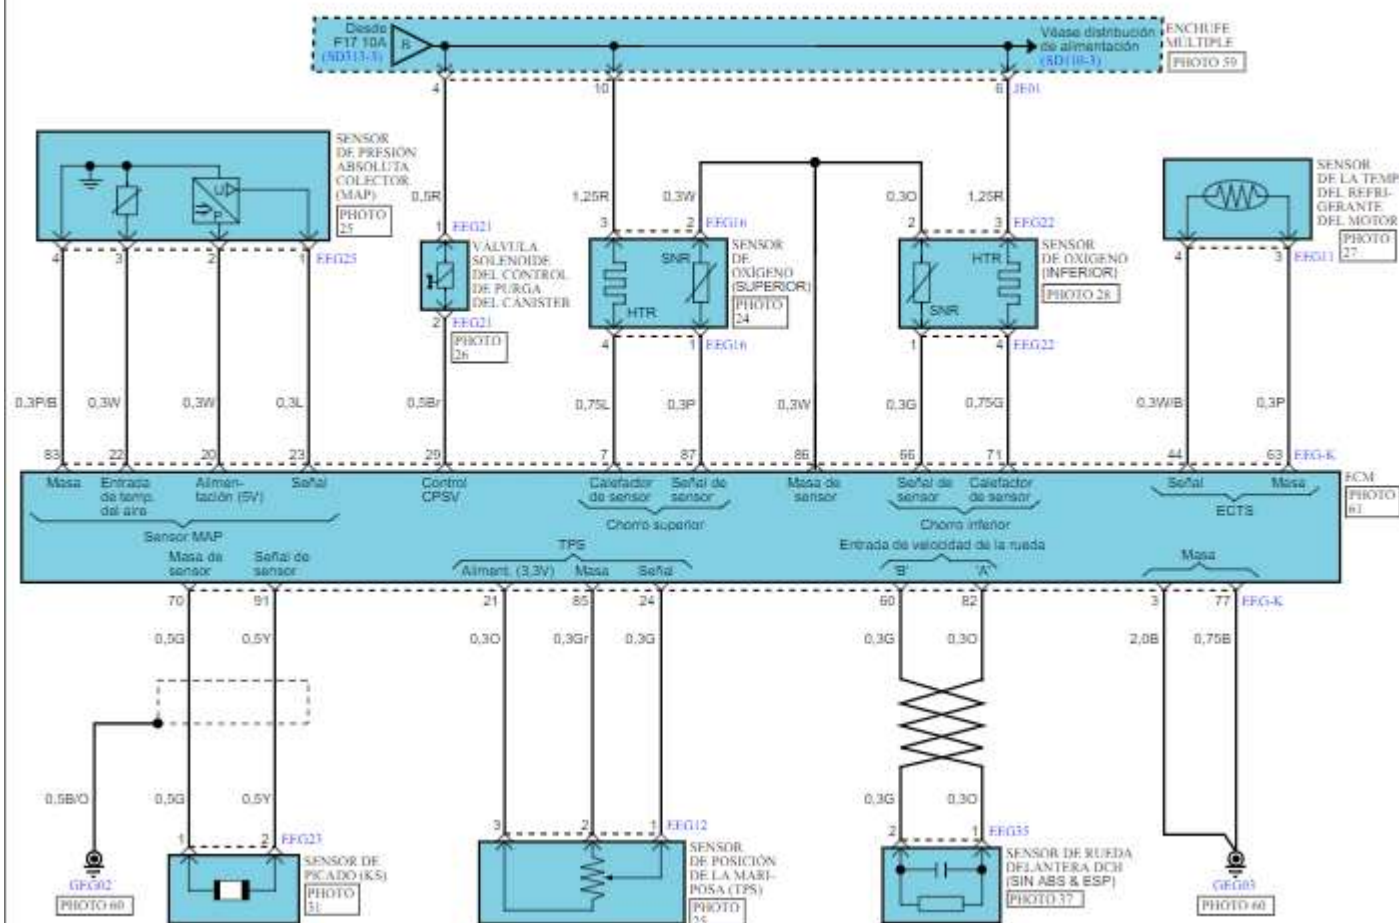 Desde
F17 10A
(SD313-3)
B
Véase distribución
de alimentación
(SD110-3)
ENCHUFE
MÚLTIPLE
PHOTO 59
4
10
6
JE01
SENSOR
DE PRESIÓN
ABSOLUTA
COLECTOR
(MAP)
PHOTO
25
U
P
4
3
2
1
EEG25
0,5R
1
EEG21
VÁLVULA
SOLENOIDE
DEL CONTROL
DE PURGA
DEL CÁNISTER
2
EEG21
PHOTO
26
1,25R
0,3W
3
2
EEG16
SNR
HTR
SENSOR
DE
OXÍGENO
(SUPERIOR)
PHOTO
24
4
1
EEG16
0,3O
1,25R
2
3
EEG22
HTR
SNR
SENSOR
DE OXÍGENO
(INFERIOR)
PHOTO 28
1
4
EEG22
SENSOR
DE LA TEMP.
DEL REFRI-
GERANTE
DEL MOTOR
PHOTO
27
4
3
EEG11
0,3P/B
0,3W
0,3W
0,3L
0,5Br
0,75L
0,3P
0,3W
0,3G
0,75G
0,3W/B
0,3P
83
22
20
23
29
7
87
86
66
71
44
63
EEG-K
ECM
PHOTO
61
Masa
Entrada
de temp.
del aire
Alimen-
tación (5V)
Señal
Sensor MAP
Control
CPSV
Calefactor
de sensor
Señal de
sensor
Chorro superior
Masa de
sensor
Señal de
sensor
Calefactor
de sensor
Chorro inferior
Señal
Masa
ECTS
Masa de
sensor
Señal de
sensor
TPS
Aliment. (3,3V)
Masa
Señal
Entrada de velocidad de la rueda
'B'
'A'
Masa
70
91
21
85
24
60
82
3
77
EEG-K
0,5G
0,5Y
0,3O
0,3Gr
0,3G
0,3G
0,3O
2,0B
0,75B
0,5B/O
0,5G
0,5Y
0,3G
0,3O
GEG02
PHOTO 60
1
2
EEG23
SENSOR DE
PICADO (KS)
PHOTO
31
3
2
1
EEG12
SENSOR
DE POSICIÓN
DE LA MARI-
POSA (TPS)
PHOTO
25
2
1
EEG35
SENSOR DE RUEDA
DELANTERA DCH
(SIN ABS & ESP)
PHOTO 37
GEG03
PHOTO 60